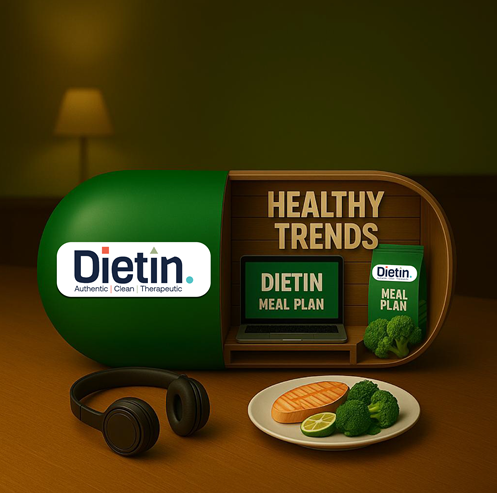 Dietin.
Authentic | Clean | Therapeutic
HEALTHY
TRENDS
DIETIN
MEAL PLAN
Dietin.
MEAL
PLAN